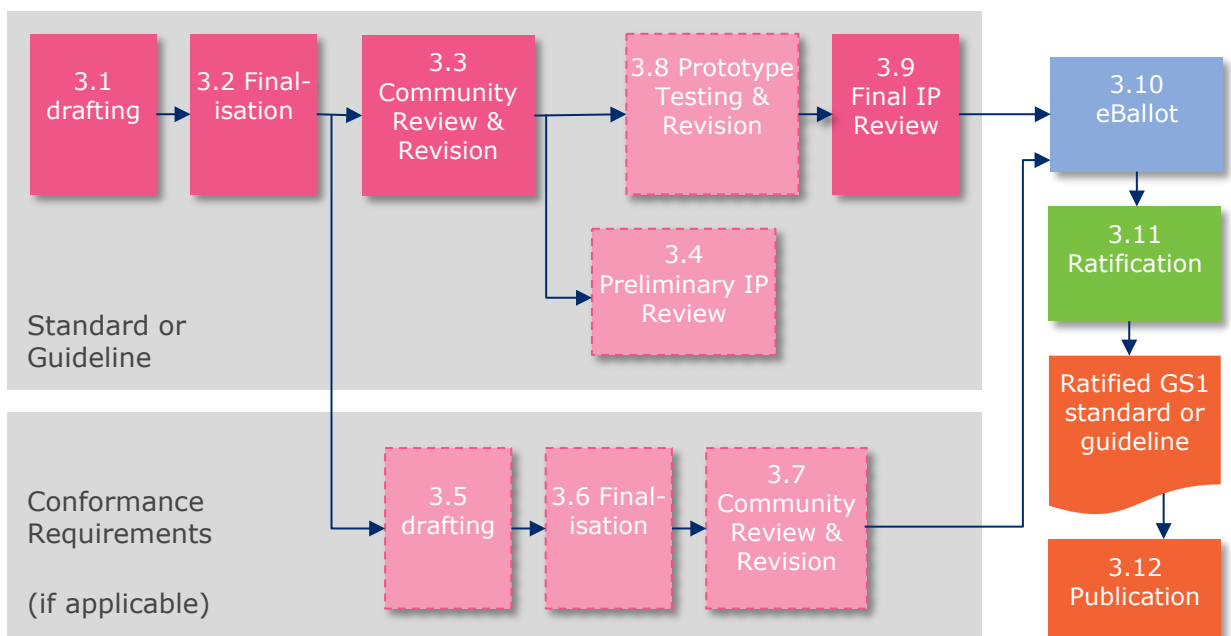 3.1
drafting
3.2 Final-
isation
3.3
Community
Review &
Revision
3.8 Prototype
Testing &
Revision
3.9
Final IP
Review
3.10
eBallot
3.4
Preliminary IP
Review
3.11
Ratification
Standard or
Guideline
Ratified GS1
standard or
guideline
Conformance
Requirements
(if applicable)
3.5
drafting
3.6 Final-
isation
3.7
Community
Review &
Revision
3.12
Publication